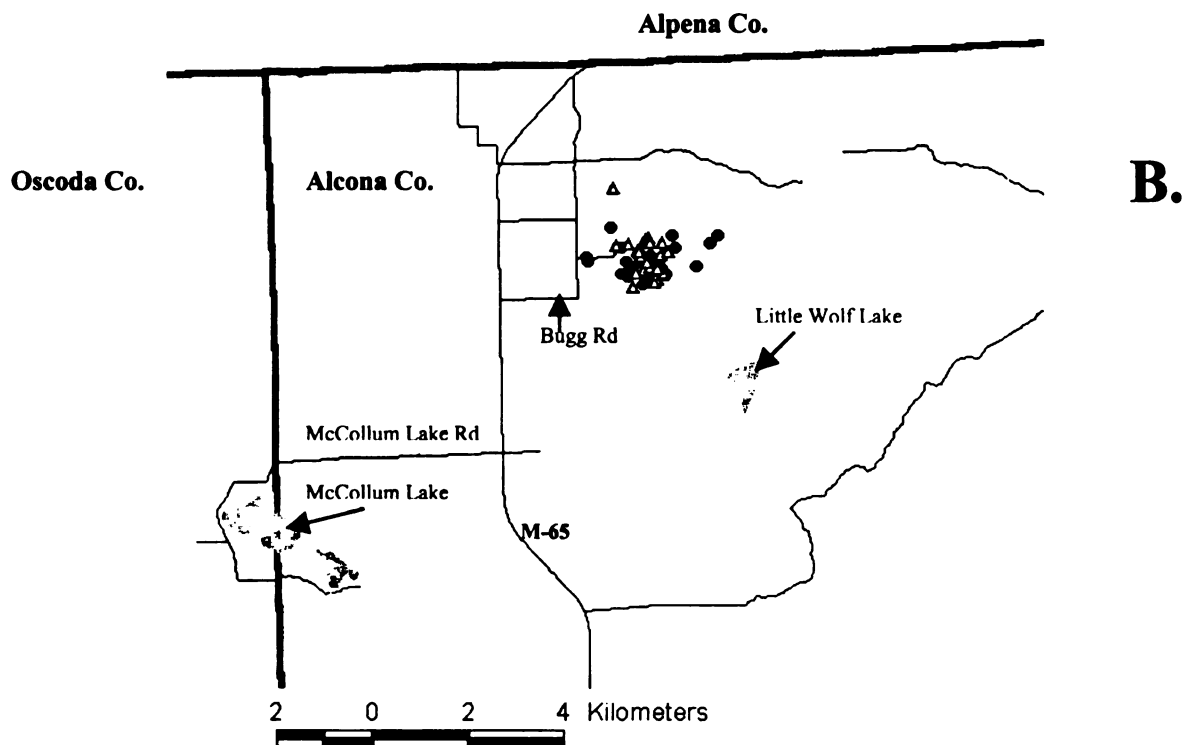 Alpena Co.
Oscoda Co.
Alcona Co.
B.
Little Wolf Lake
Bugg Rd
McCollum Lake Rd
McCollum Lake
M-65
2 0 2 4 Kilometers